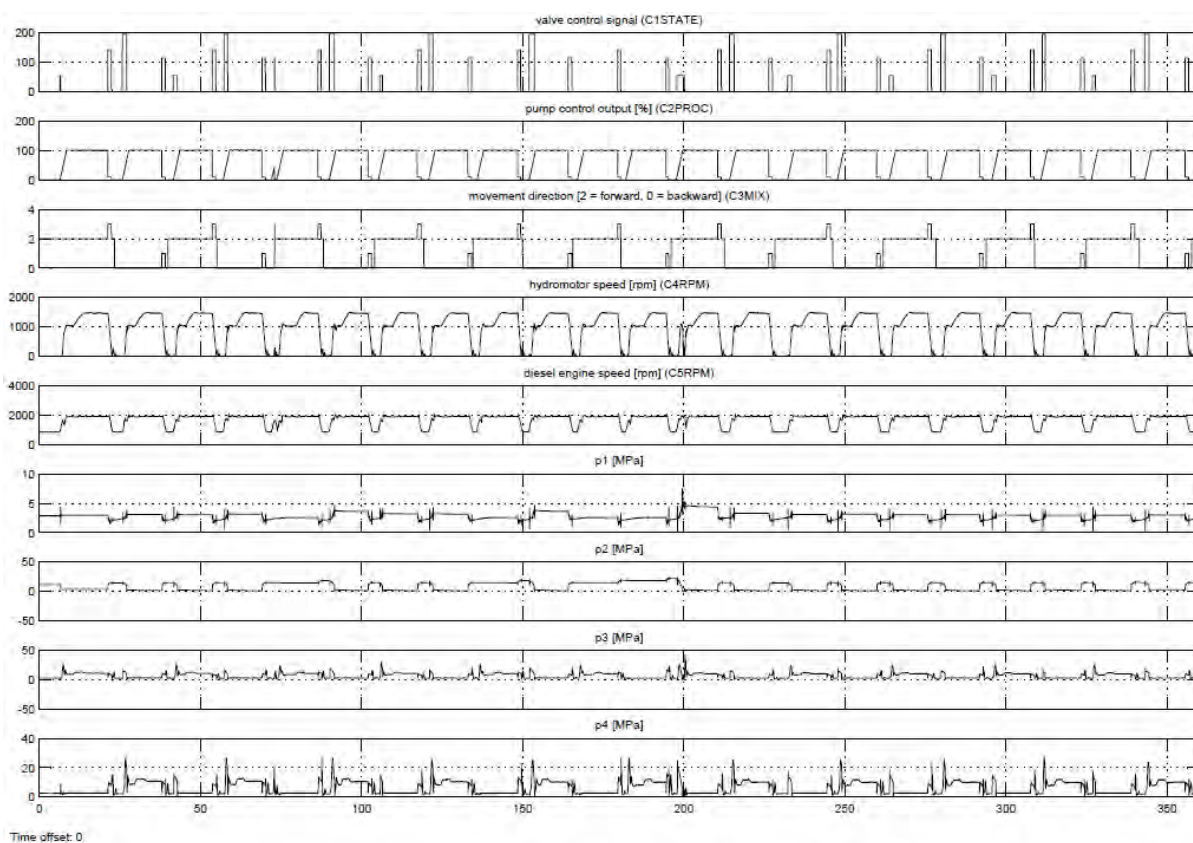 valve control signal (C1STATE)
200
100
0
pump control output [%] (C2PROC)
200
100
0
movement direction [2 = forward, 0 = backward] (C3MIX)
4
2
0
hydromotor speed [rpm] (C4RPM)
2000
1000
0
diesel engine speed [rpm] (C5RPM)
4000
2000
0
p1 [MPa]
10
5
0
p2 [MPa]
50
0
-50
p3 [MPa]
50
0
-50
p4 [MPa]
40
20
0
0 50 100 150 200 250 300 350
Time offset: 0